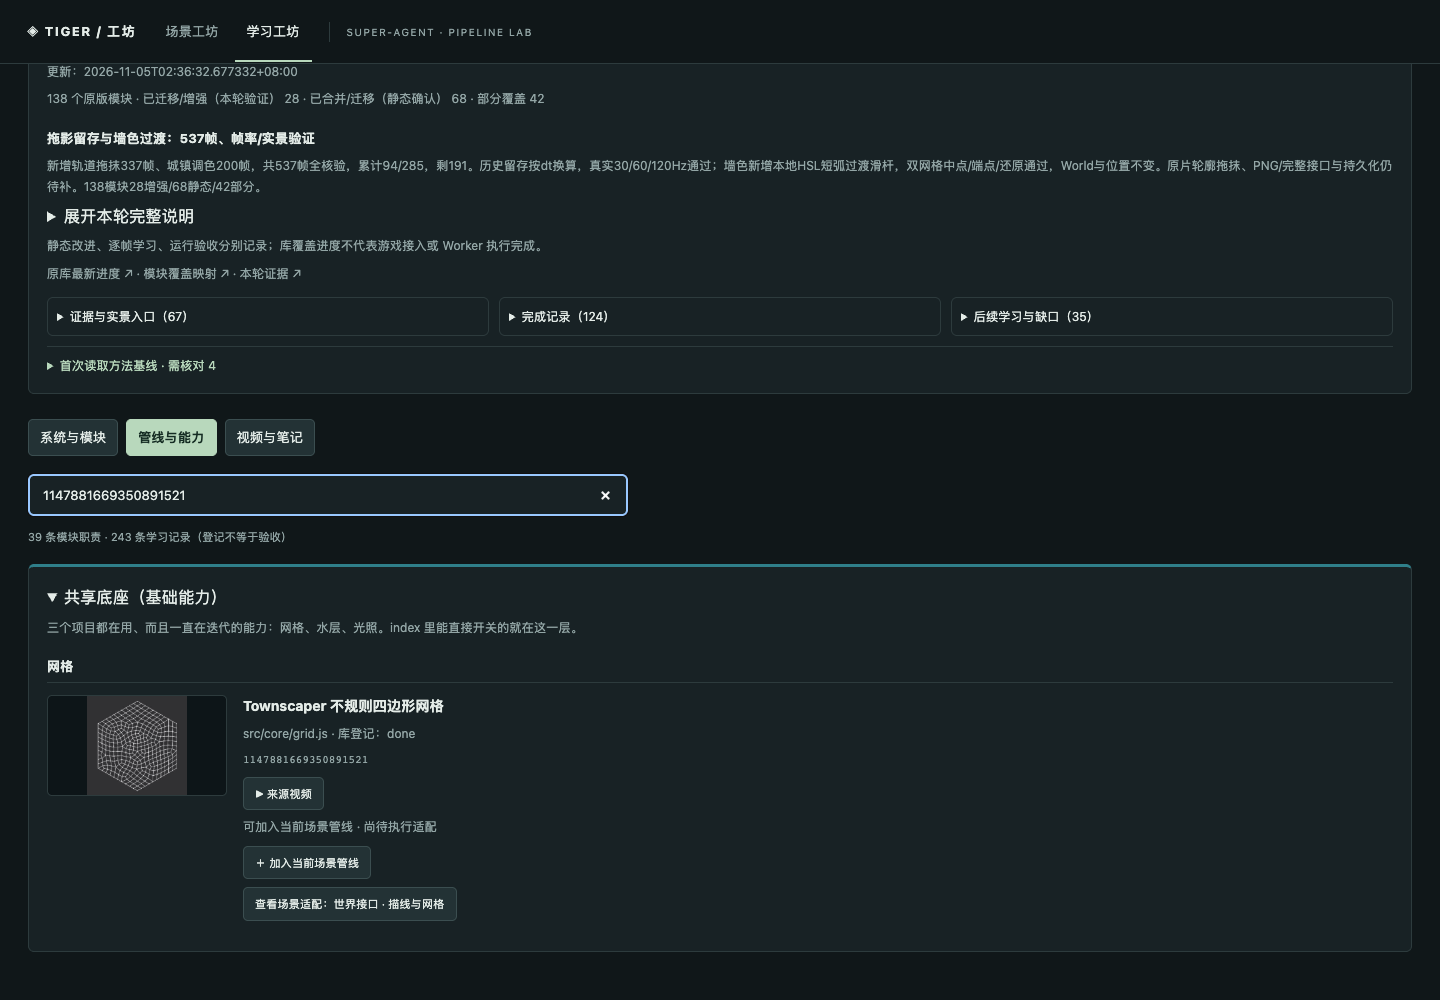 ◈ TIGER / 工坊 场景工坊 学习工坊 SUPER-AGENT · PIPELINE LAB
更新：2026-11-05T02:36:32.677332+08:00
138 个原版模块 · 已迁移/增强（本轮验证） 28 · 已合并/迁移（静态确认） 68 · 部分覆盖 42
拖影留存与墙色过渡：537帧、帧率/实景验证
新增轨道拖抹337帧、城镇调色200帧，共537帧全核验，累计94/285，剩191。历史留存按dt换算，真实30/60/120Hz通过；墙色新增本地HSL短弧过渡滑杆，双网格中点/端点/还原通过，World与位置不变。原片轮廓拖抹、PNG/完整接口与持久化仍
待补。138模块28增强/68静态/42部分。
▶ 展开本轮完整说明
静态改进、逐帧学习、运行验收分别记录；库覆盖进度不代表游戏接入或 Worker 执行完成。
原库最新进度 ↗ · 模块覆盖映射 ↗ · 本轮证据 ↗
▶ 证据与实景入口（67） ▶ 完成记录（124） ▶ 后续学习与缺口（35）
▶ 首次读取方法基线 · 需核对 4
系统与模块 管线与能力 视频与笔记
1147881669350891521 ×
39 条模块职责 · 243 条学习记录（登记不等于验收）
▼ 共享底座（基础能力）
三个项目都在用、而且一直在迭代的能力：网格、水层、光照。index 里能直接开关的就在这一层。
网格
Townscaper 不规则四边形网格
src/core/grid.js · 库登记：done
1147881669350891521
▶ 来源视频
可加入当前场景管线 · 尚待执行适配
＋ 加入当前场景管线
查看场景适配：世界接口 · 描线与网格